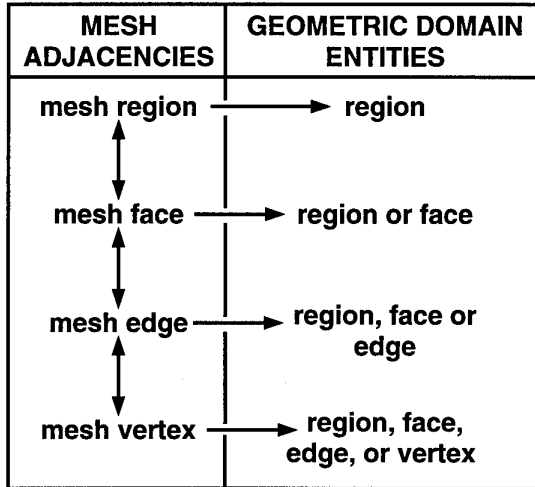 MESH ADJACENCIES
GEOMETRIC DOMAIN ENTITIES
mesh region
region
mesh face
region or face
mesh edge
region, face or
edge
mesh vertex
region, face,
edge, or vertex